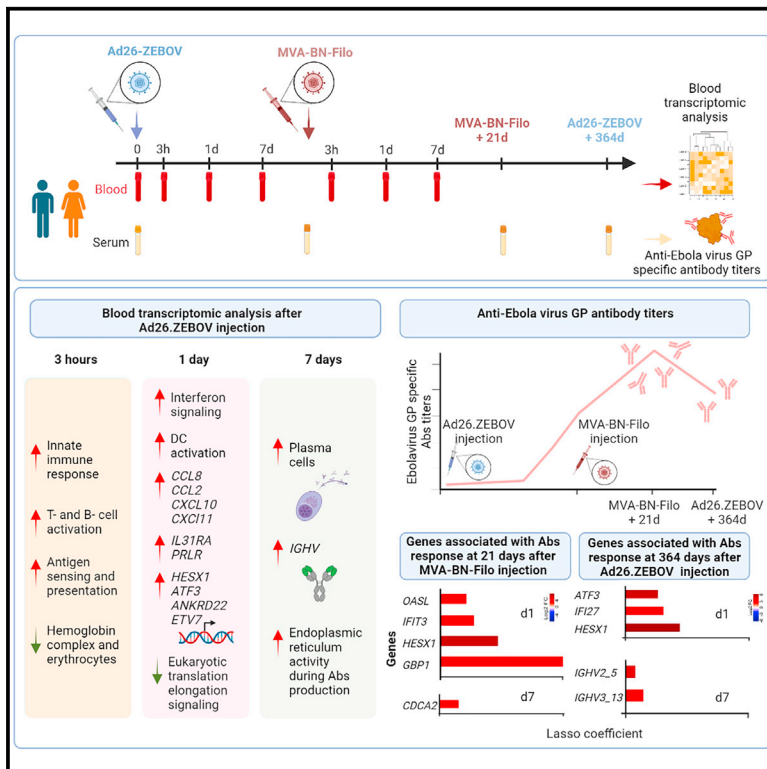 Ad26-ZEBOV
MVA-BN-Filo
Blood
transcriptomic
analysis
MVA-BN-Filo
+ 21d
Ad26-ZEBOV
+ 364d
0 3h 1d 7d 3h 1d 7d
Blood
Serum
Anti-Ebola virus GP
specific antibody titers
Blood transcriptomic analysis after
Ad26.ZEBOV injection
3 hours
1 day
7 days
Innate
immune
response
T- and B- cell
activation
Antigen
sensing and
presentation
Hemoglobin
complex and
erythrocytes
Interferon
signaling
DC
activation
CCL8
CCL2
CXCL10
CXCl11
IL31RA
PRLR
HESX1
ATF3
ANKRD22
ETV7
Eukaryotic
translation
elongation
signaling
Plasma
cells
IGHV
Endoplasmic
reticulum
activity
during Abs
production
Anti-Ebola virus GP antibody titers
Ebolavirus GP specific
Abs titers
Ad26.ZEBOV
injection
MVA-BN-Filo
injection
MVA-BN-Filo
+ 21d
Ad26.ZEBOV
+ 364d
Genes associated with Abs
response at 21 days after
MVA-BN-Filo injection
Genes
OASL
IFIT3
HESX1
GBP1
d1
CDCA2
d7
Genes associated with Abs
response at 364 days after
Ad26.ZEBOV injection
ATF3
IFI27
HESX1
d1
IGHV2_5
IGHV3_13
d7
Lasso coefficient